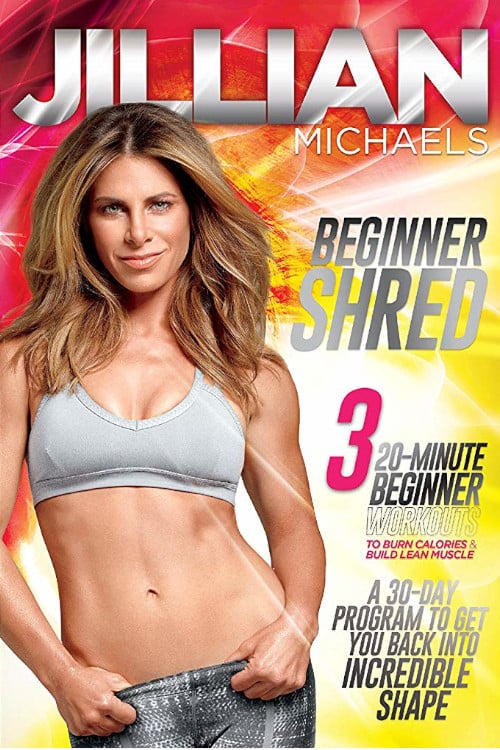 JILLIAN
MICHAELS
BEGINNER
SHRED
3
20-MINUTE
BEGINNER
WORKOUTS
TO BURN CALORIES &
BUILD LEAN MUSCLE
A 30-DAY
PROGRAM TO GET
YOU BACK INTO
INCREDIBLE
SHAPE